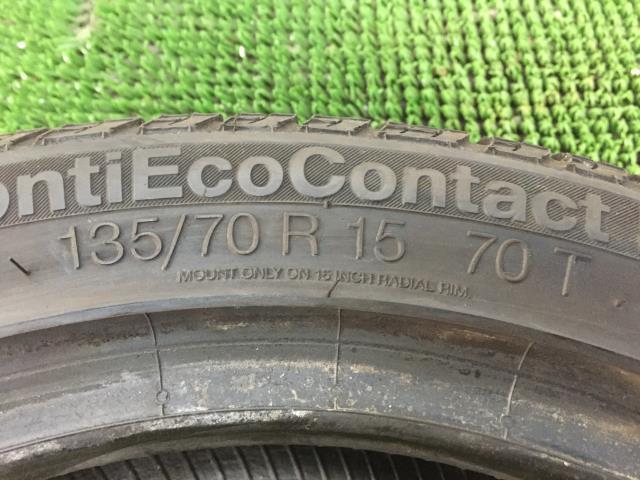 ontiEcoContact
135/70 R 15 70 T
MOUNT ONLY ON 15 INCH RADIAL RIM.